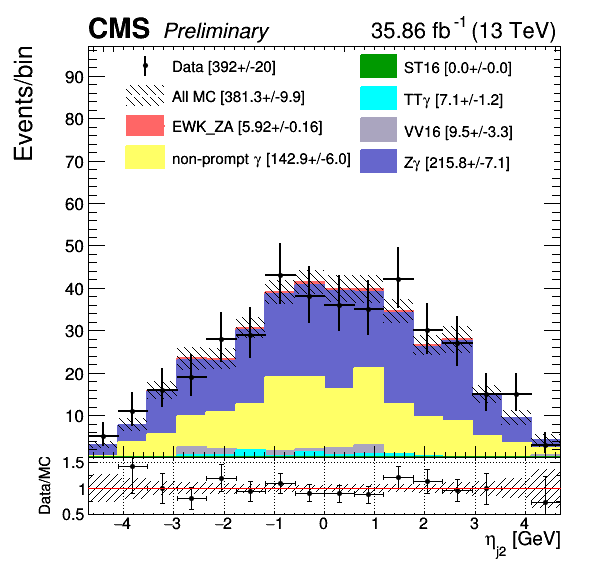 CMS Preliminary 35.86 fb⁻¹ (13 TeV)
Events/bin
90
80
70
60
50
40
30
20
10
Data [392+/-20]
All MC [381.3+/-9.9]
EWK_ZA [5.92+/-0.16]
non-prompt γ [142.9+/-6.0]
ST16 [0.0+/-0.0]
TTγ [7.1+/-1.2]
VV16 [9.5+/-3.3]
Zγ [215.8+/-7.1]
Data/MC
1.5
1
0.5
−4 −3 −2 −1 0 1 2 3 4
η_j2 [GeV]